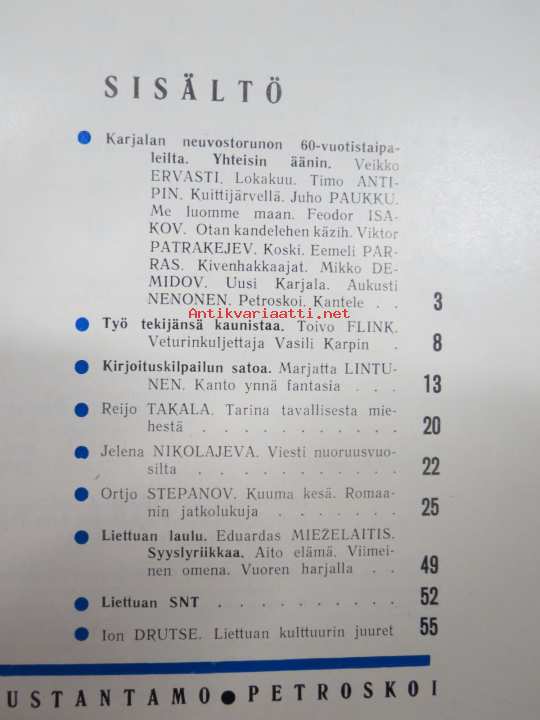 SISÄLTÖ
Karjalan neuvostorunon 60-vuotistaipa-
leilta. Yhteisin äänin. Veikko
ERVASTI, Lokakuu. Timo ANTI-
PIN. Kuittijärvellä. Juho PAUKKU.
Me luomme maan. Feodor ISA-
KOV. Otan kandelehen käzih. Viktor
PATRAKEJEV. Koski. Eemeli PAR-
RAS. Kivenhakkaajat. Mikko DE-
MIDOV. Uusi Karjala. Aukusti
NENONEN. Petroskoi. Kantele . . 3
Antikvariaatti.net
Työ tekijänsä kaunistaa. Toivo FLINK.
Veturinkuljettaja Vasili Karpin . 8
Kirjoituskilpailun satoa. Marjatta LINTU-
NEN. Kanto ynnä fantasia . . . 13
Reijo TAKALA. Tarina tavallisesta mie-
hestä . . . . . . . . . . . 20
Jelena NIKOLAJEVA. Viesti nuoruusvuo-
silta . . . . . . . . . . . 22
Ortjo STEPANOV. Kuuma kesä. Romaa-
nin jatkolukuja . . . . . . . 25
Liettuan laulu. Eduardas MIEŽELAITIS.
Syyslyriikkaa. Aito elämä. Viimei-
nen omena. Vuoren harjalla . . 49
Liettuan SNT . . . . . . . . . . 52
Ion DRUTSE. Liettuan kulttuurin juuret 55
USTANTAMO ● PETROSKOI